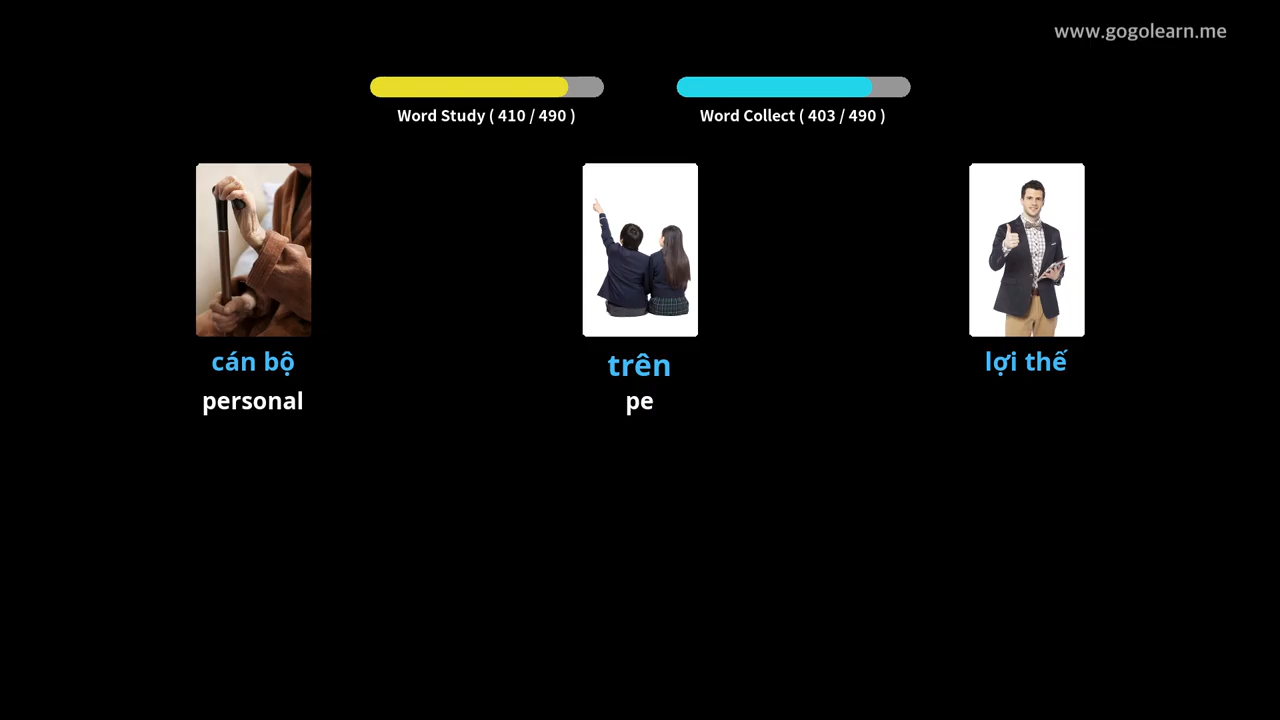 www.gogolearn.me
Word Study ( 410 / 490 )
Word Collect ( 403 / 490 )
cán bộ
personal
trên
pe
lợi thế